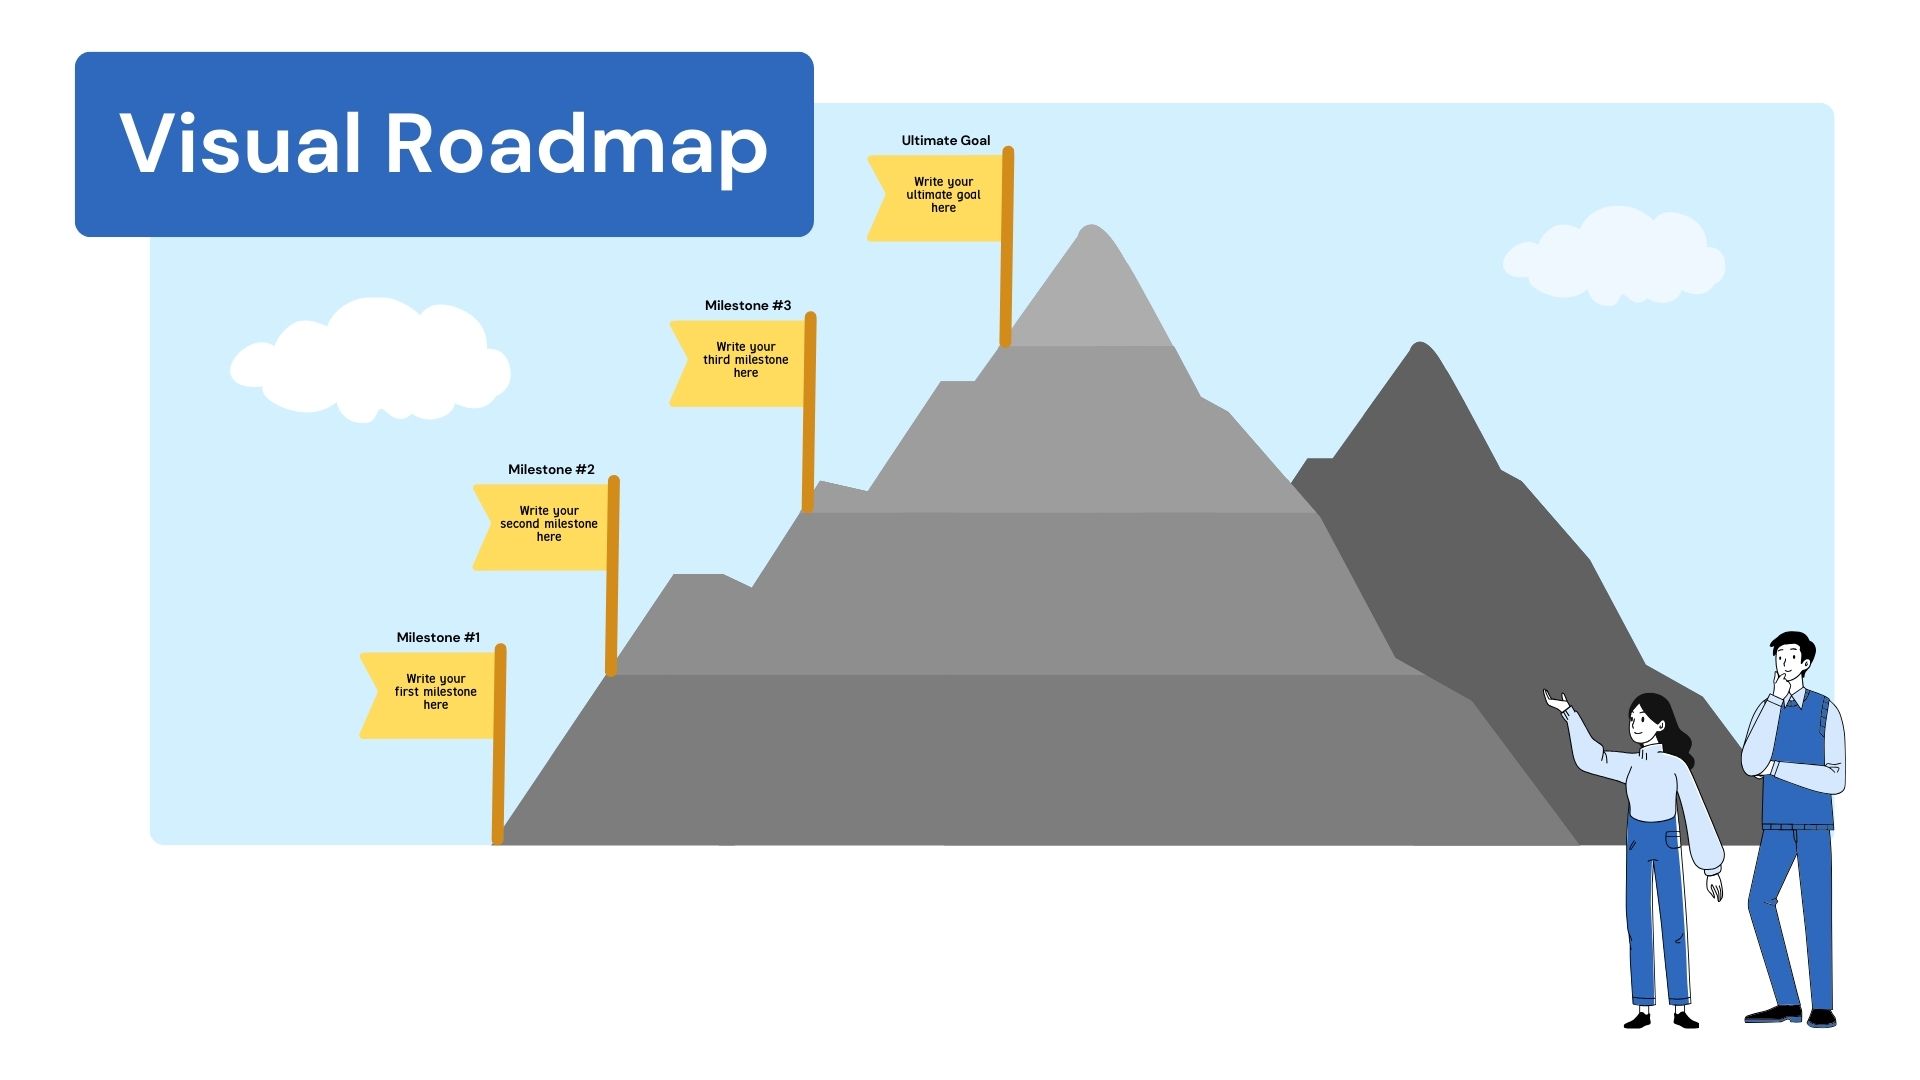 Visual Roadmap
Ultimate Goal
Write your
ultimate goal
here
Milestone #3
Write your
third milestone
here
Milestone #2
Write your
second milestone
here
Milestone #1
Write your
first milestone
here